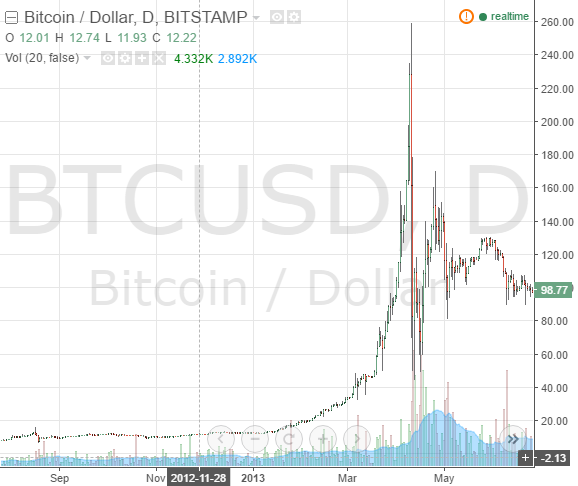 Bitcoin / Dollar, D, BITSTAMP
realtime
O 12.01 H 12.74 L 11.93 C 12.22
Vol (20, false) 4.332K 2.892K
260.00
240.00
220.00
200.00
180.00
160.00
140.00
120.00
98.77
80.00
60.00
40.00
20.00
-2.13
BTCUSD, D
Bitcoin / Dollar
Sep
Nov
2012-11-28
2013
Mar
May